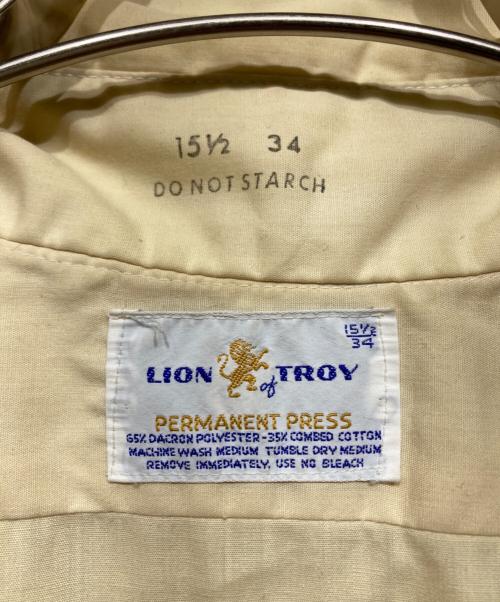 15½ 34
DO NOT STARCH
15½
34
LION of TROY
PERMANENT PRESS
65% DACRON POLYESTER-35% COMBED COTTON
MACHINE WASH MEDIUM TUMBLE DRY MEDIUM
REMOVE IMMEDIATELY, USE NO BLEACH